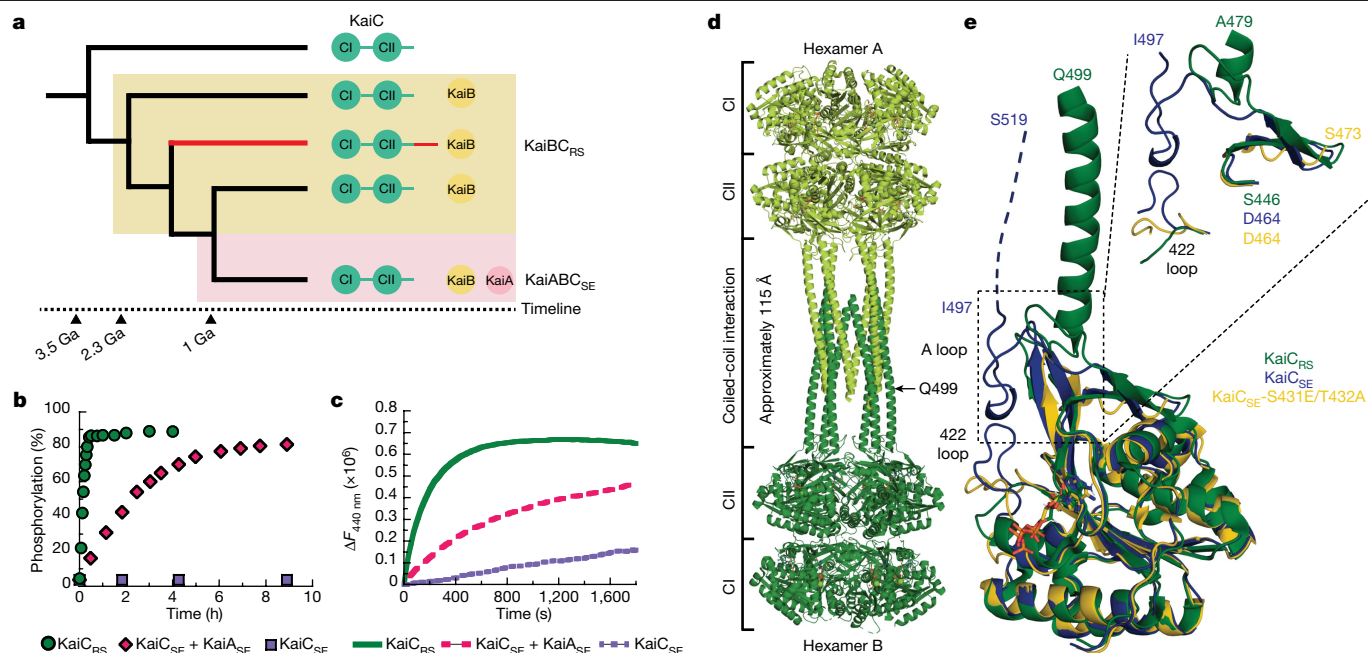 a
KaiC
CI CII
CI CII KaiB
CI CII KaiB KaiBC_RS
CI CII KaiB
CI CII KaiB KaiA KaiABC_SE
Timeline
3.5 Ga 2.3 Ga 1 Ga
b
Phosphorylation (%)
100
80
60
40
20
0
0 2 4 6 8 10
Time (h)
KaiC_RS KaiC_SE + KaiA_SE KaiC_SE
c
ΔF_440 nm (×10⁶)
0.8
0.7
0.6
0.5
0.4
0.3
0.2
0.1
0
0 400 800 1,200 1,600
Time (s)
KaiC_RS KaiC_SE + KaiA_SE KaiC_SE
d
Hexamer A
CI
CII
Coiled-coil interaction
Approximately 115 Å
Q499
CII
CI
Hexamer B
e
A479
I497
Q499
S519
S473
S446
D464
D464
422
loop
I497
A loop
422
loop
KaiC_RS
KaiC_SE
KaiC_SE-S431E/T432A